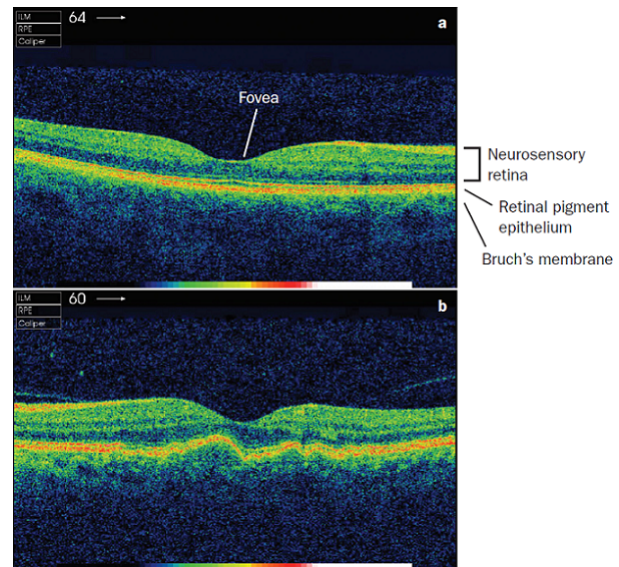 ILM
RPE
Caliper
64
a
Fovea
Neurosensory
retina
Retinal pigment
epithelium
Bruch's membrane
ILM
RPE
Caliper
60
b